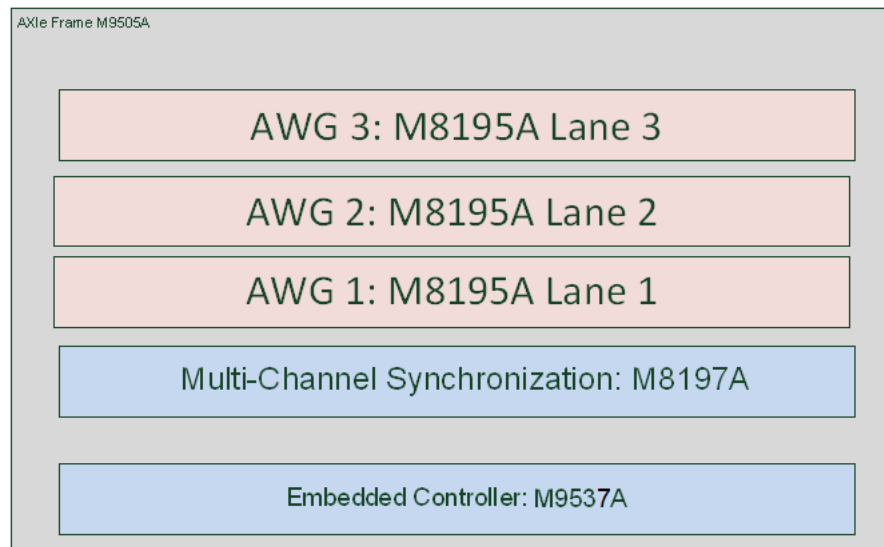 AXIe Frame M9505A
AWG 3: M8195A Lane 3
AWG 2: M8195A Lane 2
AWG 1: M8195A Lane 1
Multi-Channel Synchronization: M8197A
Embedded Controller: M9537A